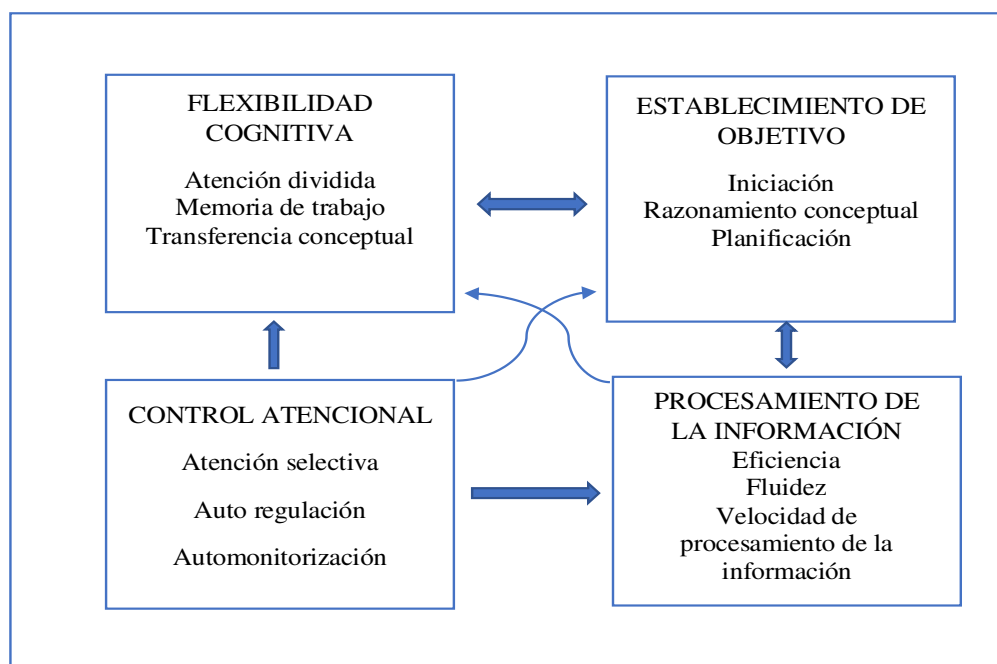 FLEXIBILIDAD
COGNITIVA
Atención dividida
Memoria de trabajo
Transferencia conceptual
ESTABLECIMIENTO DE
OBJETIVO
Iniciación
Razonamiento conceptual
Planificación
CONTROL ATENCIONAL
Atención selectiva
Auto regulación
Automonitorización
PROCESAMIENTO DE
LA INFORMACIÓN
Eficiencia
Fluidez
Velocidad de
procesamiento de la
información